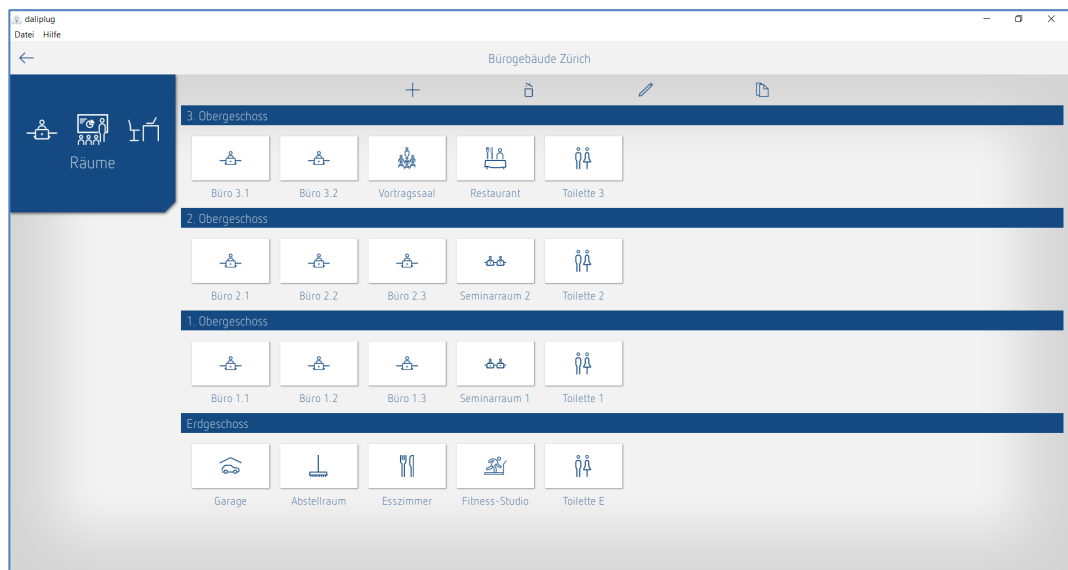 daliplug
Datei Hilfe
Bürogebäude Zürich
Räume
3. Obergeschoss
Büro 3.1 Büro 3.2 Vortragssaal Restaurant Toilette 3
2. Obergeschoss
Büro 2.1 Büro 2.2 Büro 2.3 Seminarraum 2 Toilette 2
1. Obergeschoss
Büro 1.1 Büro 1.2 Büro 1.3 Seminarraum 1 Toilette 1
Erdgeschoss
Garage Abstellraum Esszimmer Fitness-Studio Toilette E